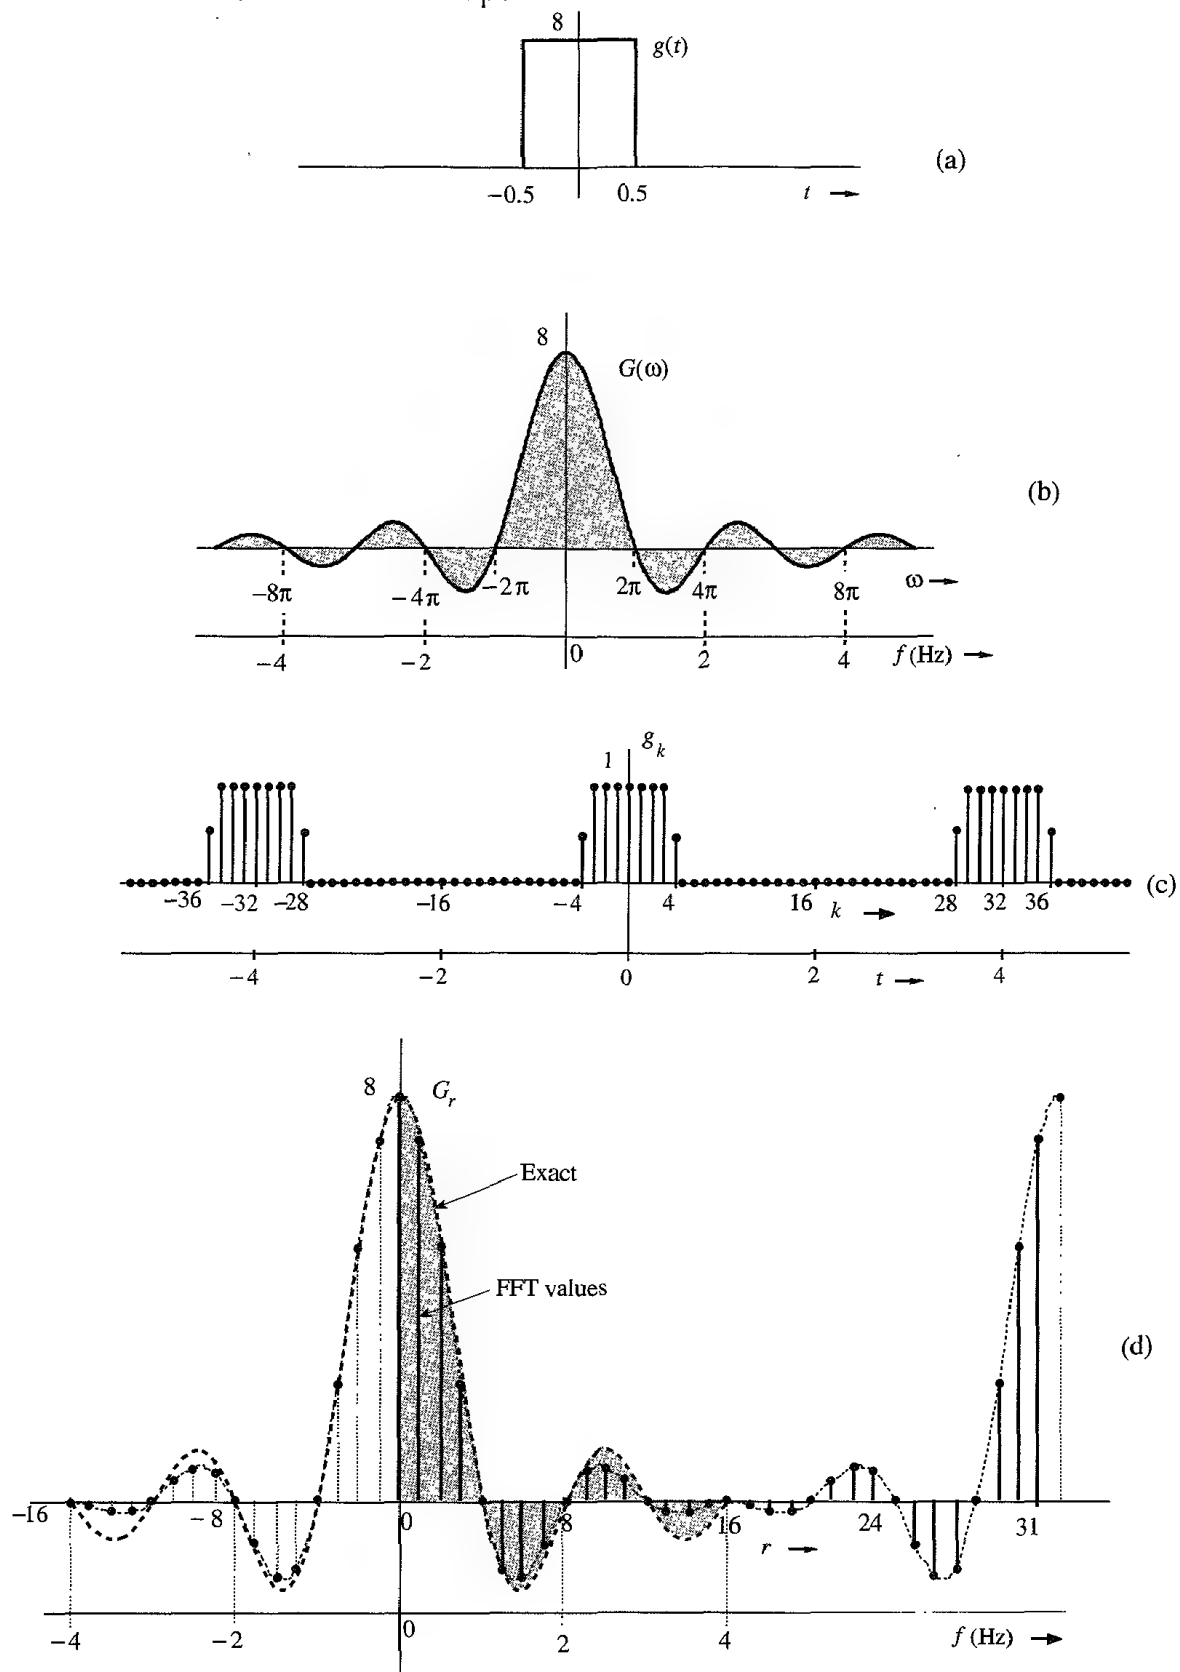 8
g(t)
(a)
−0.5 0.5 t
8
G(ω)
(b)
−8π −4π −2π 2π 4π 8π ω
−4 −2 0 2 4 f (Hz)
g_k
1
−36 −32 −28 −16 −4 4 16 k 28 32 36 (c)
−4 −2 0 2 t 4
8 G_r
Exact
FFT values
(d)
−16 −8 0 8 16 24 31
r
−4 −2 0 2 4 f (Hz)